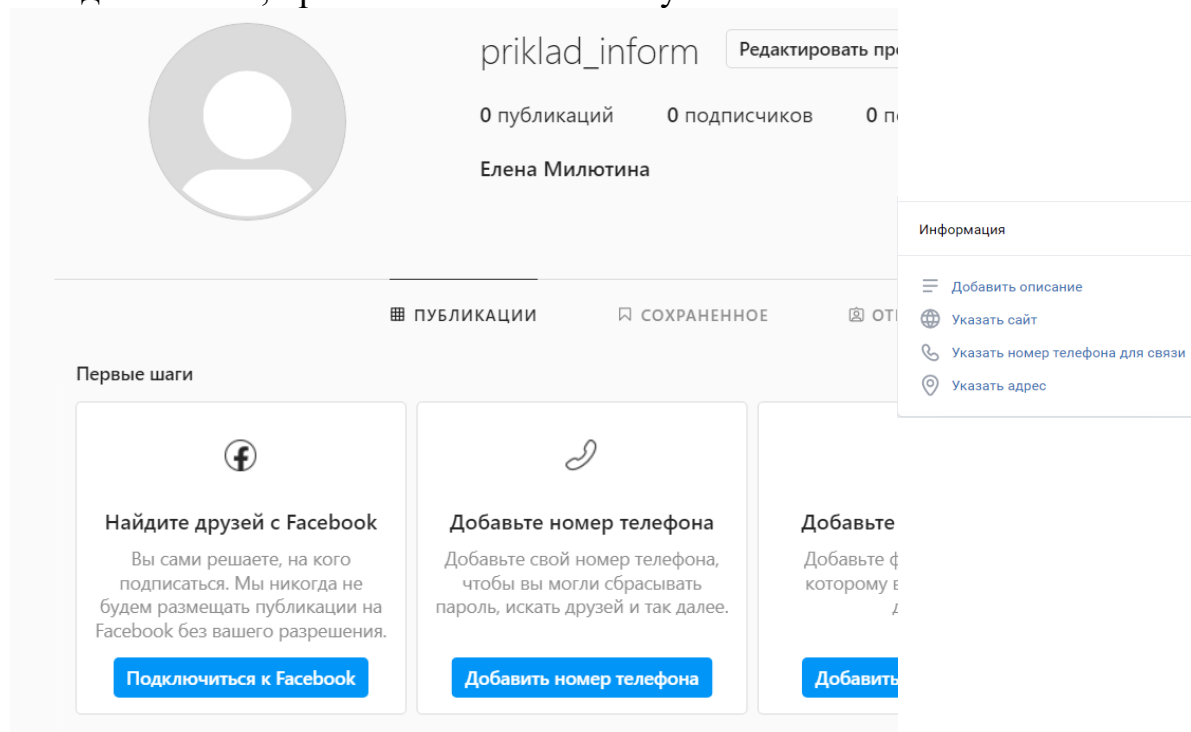 priklad_inform
Редактировать
0 публикаций 0 подписчиков 0
Елена Милютина
ПУБЛИКАЦИИ СОХРАНЕННОЕ
Первые шаги
Найдите друзей с Facebook
Вы сами решаете, на кого
подписаться. Мы никогда не
будем размещать публикации на
Facebook без вашего разрешения.
Подключиться к Facebook
Добавьте номер телефона
Добавьте свой номер телефона,
чтобы вы могли сбрасывать
пароль, искать друзей и так далее.
Добавить номер телефона
Добавьте
Добавьте
которому
Добавить
Информация
Добавить описание
Указать сайт
Указать номер телефона для связи
Указать адрес